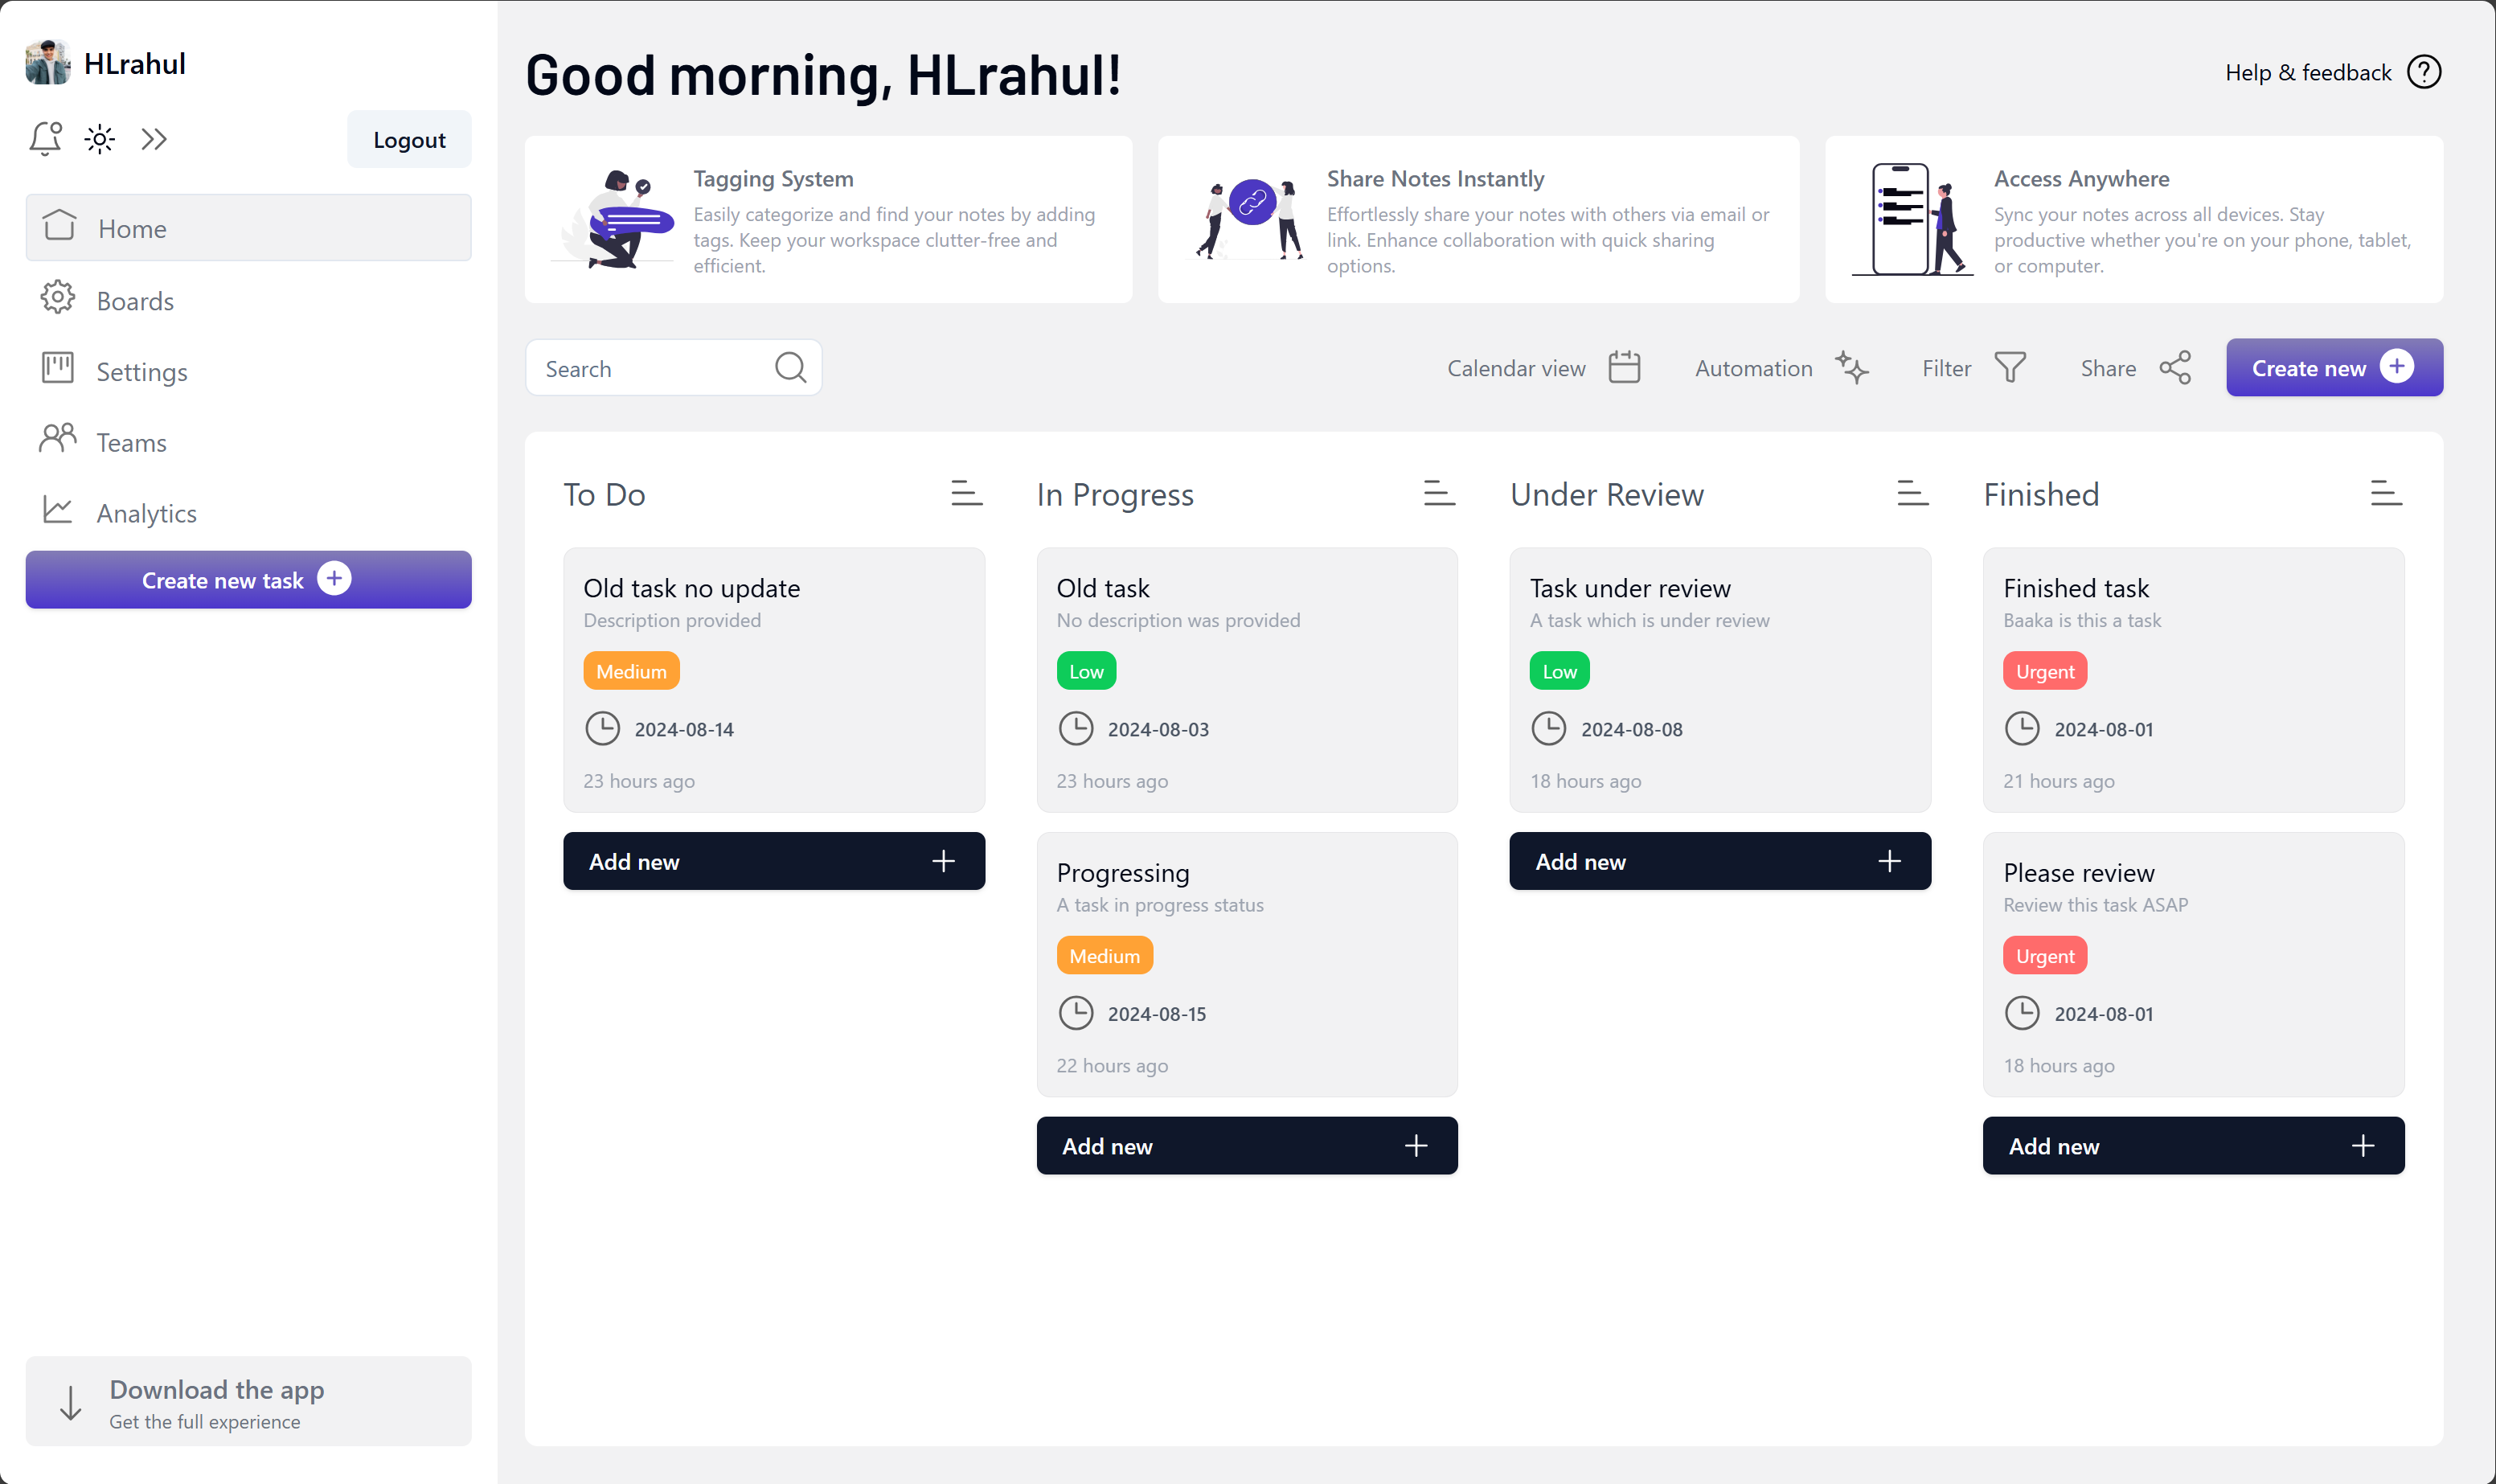 HLrahul
Logout
Home
Boards
Settings
Teams
Analytics
Create new task
Download the app
Get the full experience
Good morning, HLrahul!
Help & feedback
Tagging System
Easily categorize and find your notes by adding
tags. Keep your workspace clutter-free and
efficient.
Share Notes Instantly
Effortlessly share your notes with others via email or
link. Enhance collaboration with quick sharing
options.
Access Anywhere
Sync your notes across all devices. Stay
productive whether you're on your phone, tablet,
or computer.
Search
Calendar view
Automation
Filter
Share
Create new
To Do
Old task no update
Description provided
Medium
2024-08-14
23 hours ago
Add new
In Progress
Old task
No description was provided
Low
2024-08-03
23 hours ago
Progressing
A task in progress status
Medium
2024-08-15
22 hours ago
Add new
Under Review
Task under review
A task which is under review
Low
2024-08-08
18 hours ago
Add new
Finished
Finished task
Baaka is this a task
Urgent
2024-08-01
21 hours ago
Please review
Review this task ASAP
Urgent
2024-08-01
18 hours ago
Add new